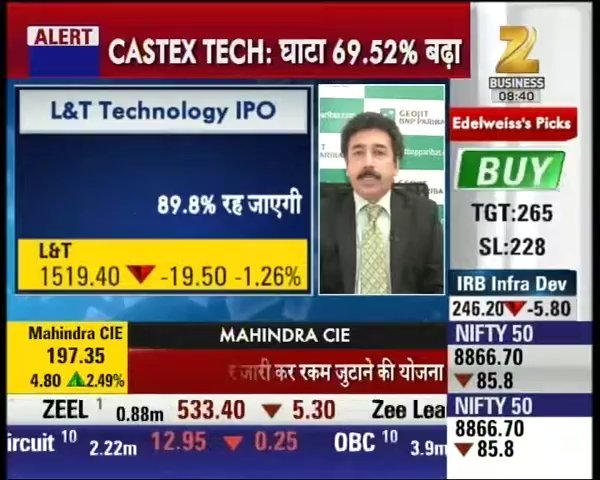 ALERT
CASTEX TECH: घाटा 69.52% बढ़ा
Z
BUSINESS
08:40
L&T Technology IPO
89.8% रह जाएगी
L&T
1519.40 -19.50 -1.26%
GEOJIT
BNP PARIBA
Edelweiss's Picks
BUY
TGT:265
SL:228
IRB Infra Dev
246.20 -5.80
Mahindra CIE
197.35
4.80 2.49%
MAHINDRA CIE
जारी कर रकम जुटाने की योजना
NIFTY 50
8866.70
85.8
ZEEL 1 0.88m 533.40 5.30 Zee Lea
NIFTY 50
8866.70
85.8
ircuit 10 2.22m 12.95 0.25 OBC 10 3.9m